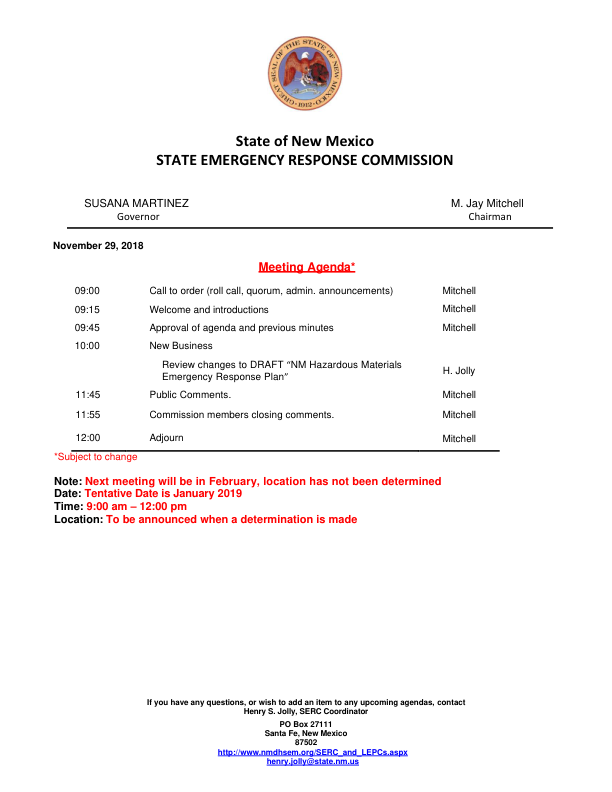 GREAT SEAL OF THE STATE OF NEW MEXICO
•1912•
State of New Mexico
STATE EMERGENCY RESPONSE COMMISSION
SUSANA MARTINEZ M. Jay Mitchell
Governor Chairman
November 29, 2018
Meeting Agenda*
09:00 Call to order (roll call, quorum, admin. announcements) Mitchell
09:15 Welcome and introductions Mitchell
09:45 Approval of agenda and previous minutes Mitchell
10:00 New Business
Review changes to DRAFT “NM Hazardous Materials
Emergency Response Plan” H. Jolly
11:45 Public Comments. Mitchell
11:55 Commission members closing comments. Mitchell
12:00 Adjourn Mitchell
*Subject to change
Note: Next meeting will be in February, location has not been determined
Date: Tentative Date is January 2019
Time: 9:00 am – 12:00 pm
Location: To be announced when a determination is made
If you have any questions, or wish to add an item to any upcoming agendas, contact
Henry S. Jolly, SERC Coordinator
PO Box 27111
Santa Fe, New Mexico
87502
http://www.nmdhsem.org/SERC_and_LEPCs.aspx
henry.jolly@state.nm.us